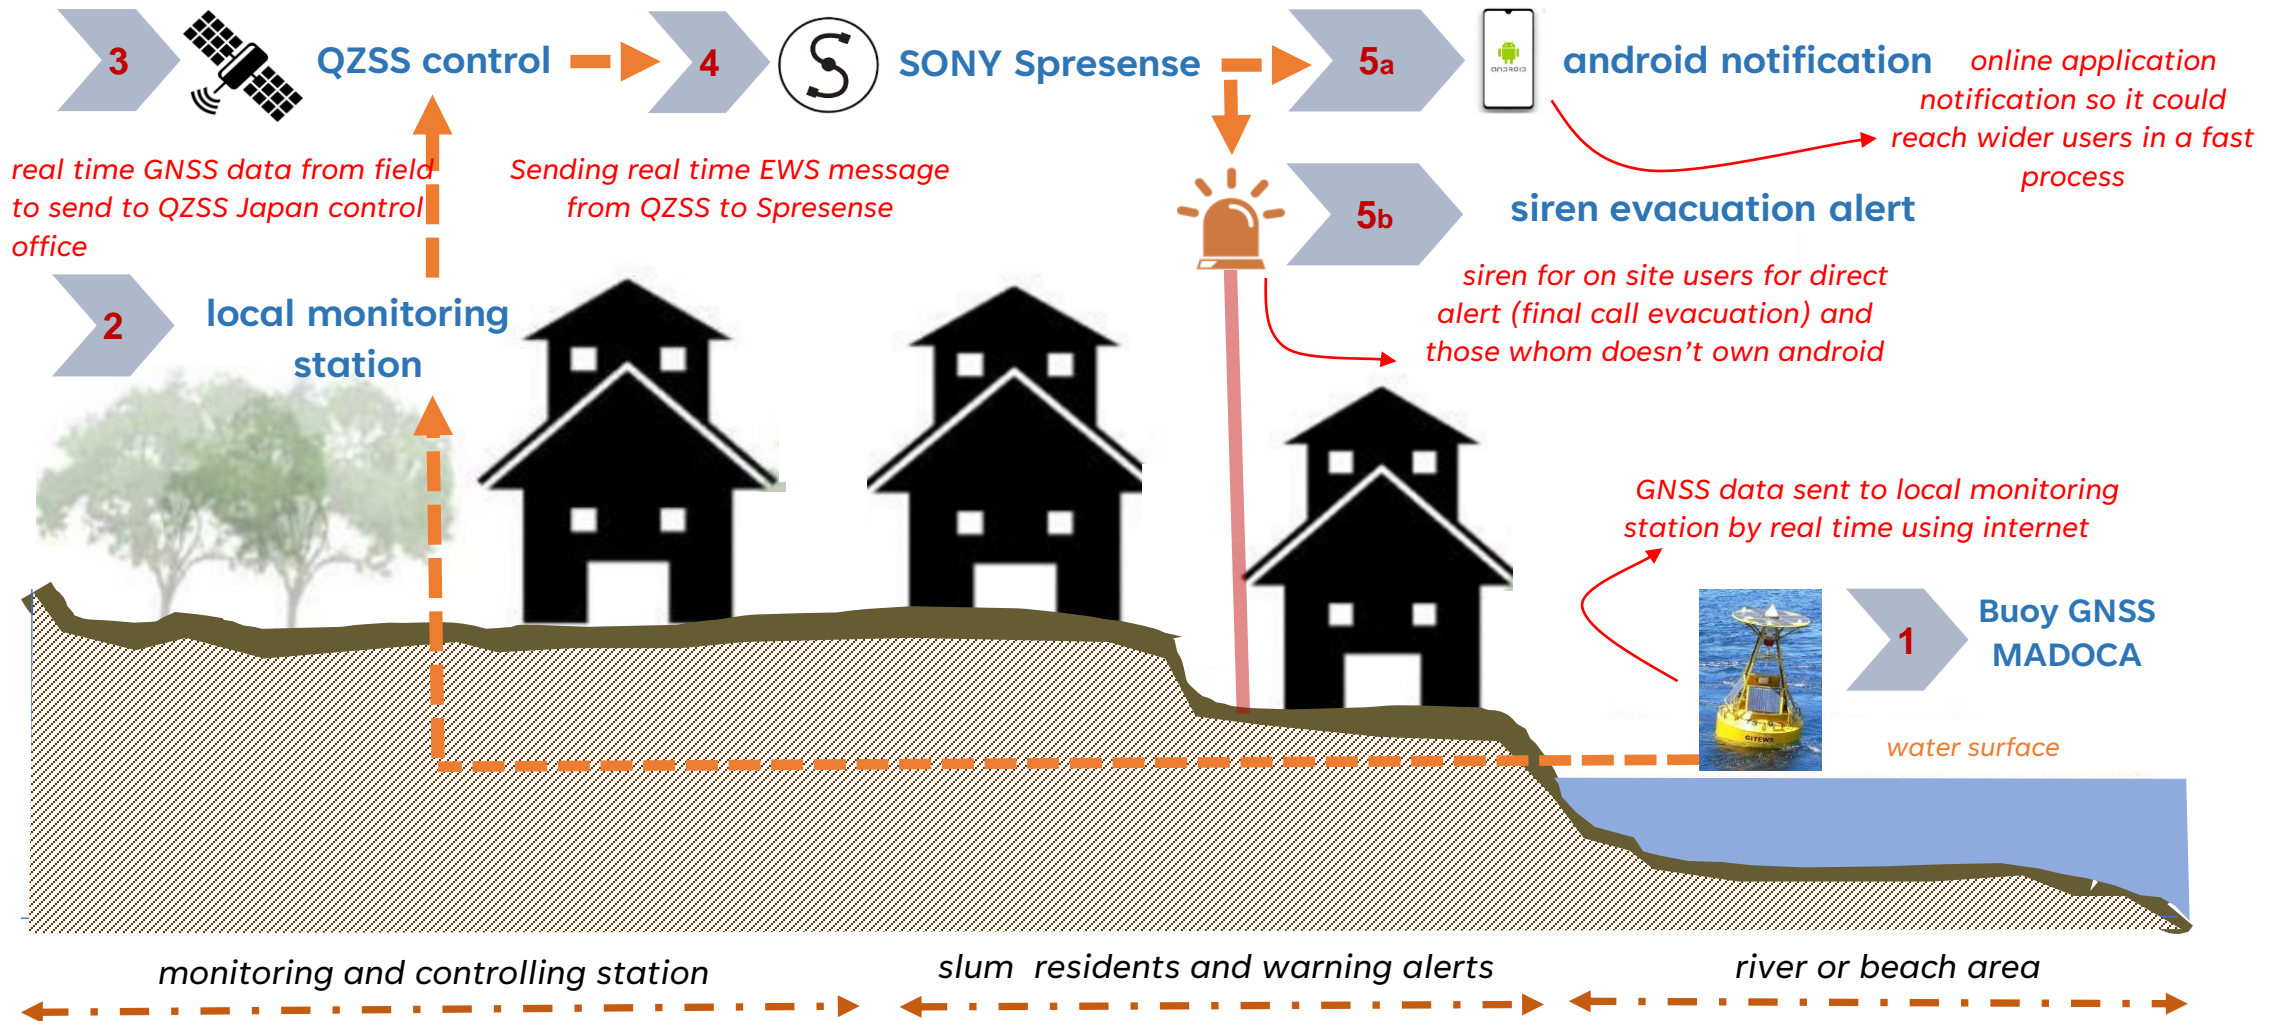 3
QZSS control
4
SONY Spresense
5a
android
android notification
online application
notification so it could
reach wider users in a fast
process
real time GNSS data from field
to send to QZSS Japan control
office
Sending real time EWS message
from QZSS to Spresense
5b
siren evacuation alert
siren for on site users for direct
alert (final call evacuation) and
those whom doesn't own android
2
local monitoring
station
GNSS data sent to local monitoring
station by real time using internet
1
Buoy GNSS
MADOCA
GITEWS
water surface
monitoring and controlling station
slum residents and warning alerts
river or beach area